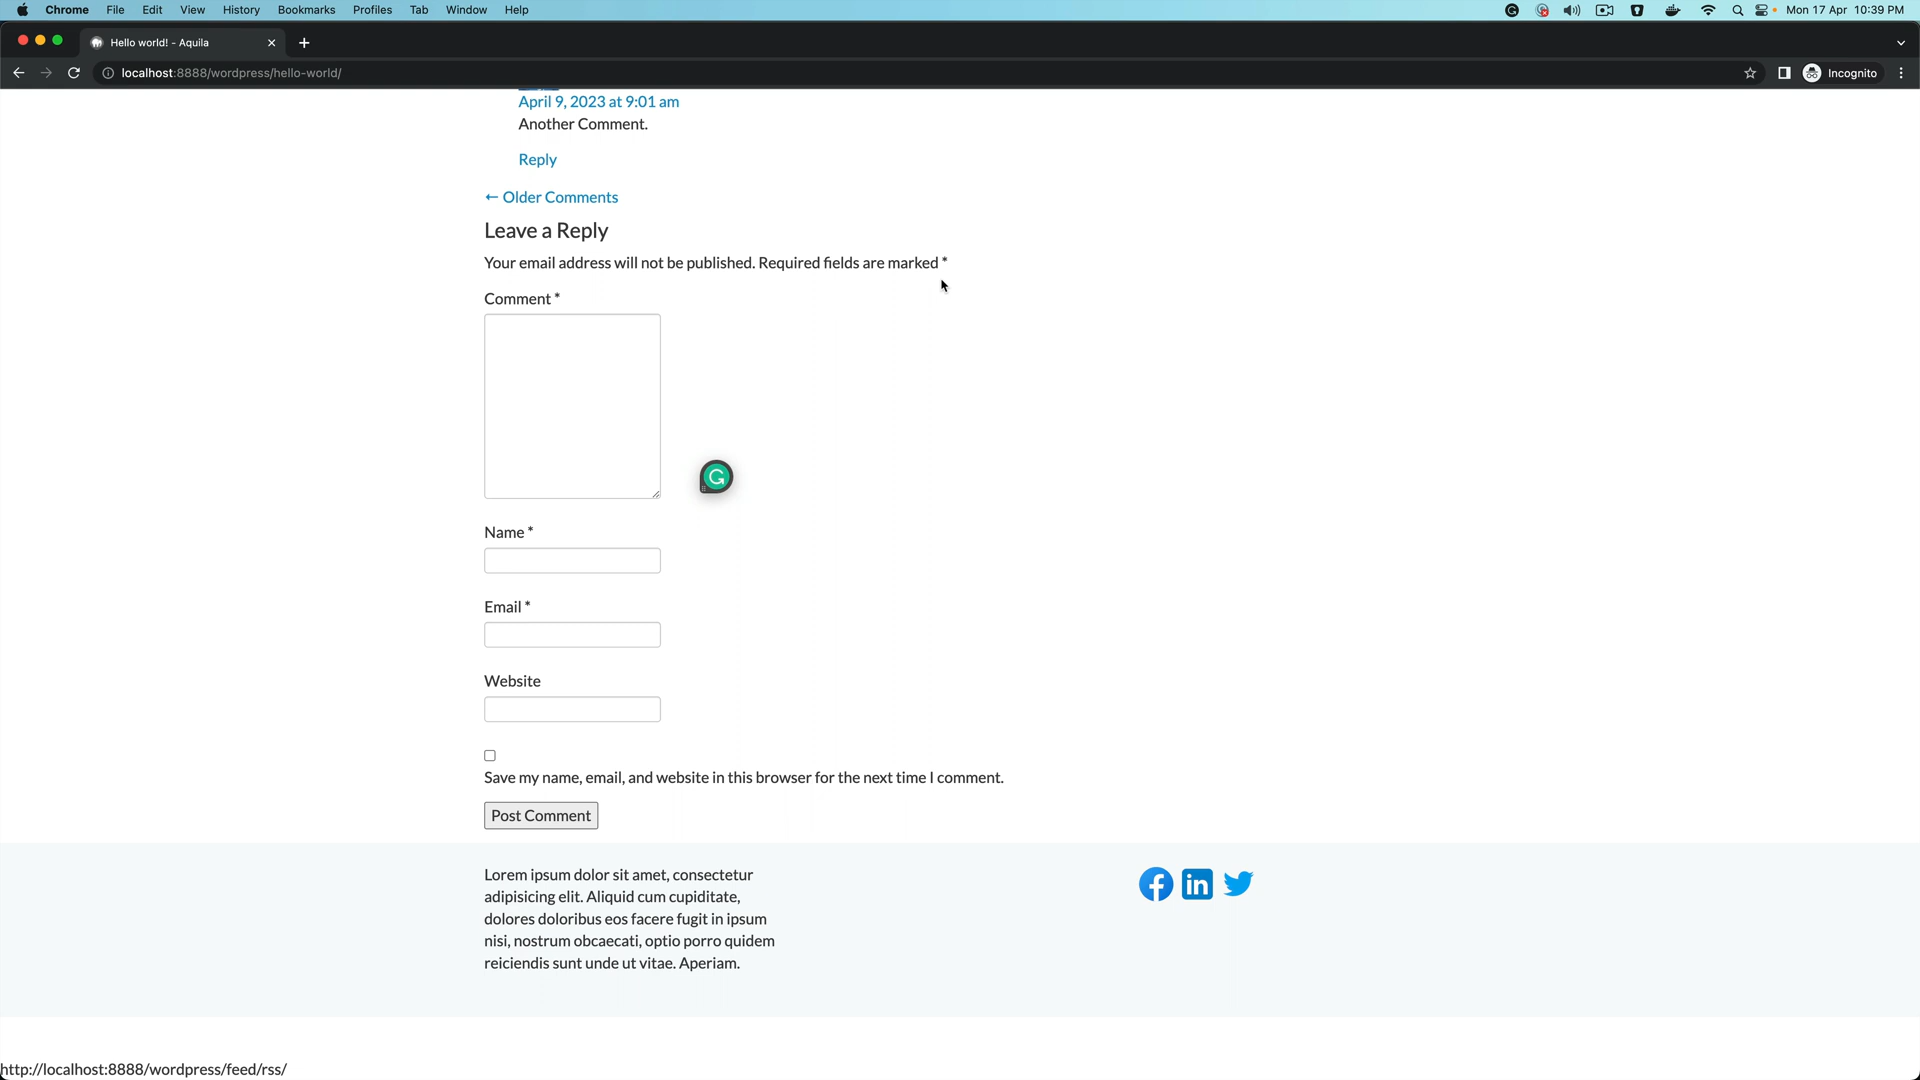 Chrome File Edit View History Bookmarks Profiles Tab Window Help Mon 17 Apr 10:39 PM
Hello world! - Aquila
localhost:8888/wordpress/hello-world/ Incognito
April 9, 2023 at 9:01 am
Another Comment.
Reply
← Older Comments
Leave a Reply
Your email address will not be published. Required fields are marked *
Comment *
Name *
Email *
Website
Save my name, email, and website in this browser for the next time I comment.
Post Comment
Lorem ipsum dolor sit amet, consectetur
adipisicing elit. Aliquid cum cupiditate,
dolores doloribus eos facere fugit in ipsum
nisi, nostrum obcaecati, optio porro quidem
reiciendis sunt unde ut vitae. Aperiam.
http://localhost:8888/wordpress/feed/rss/